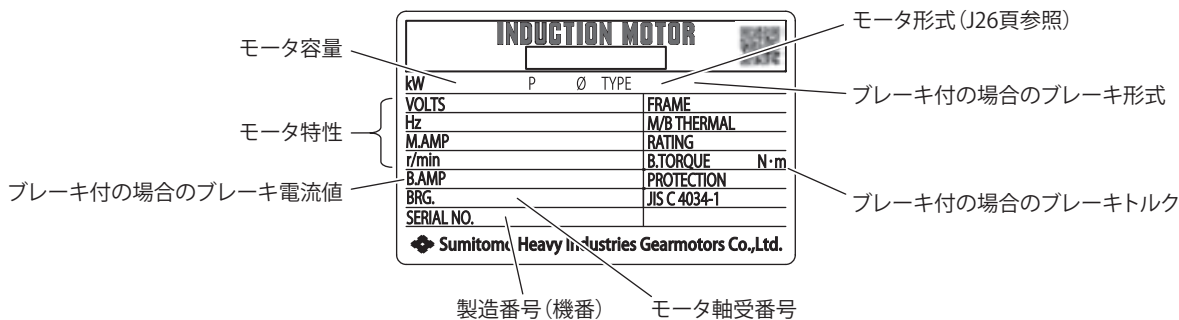 モータ容量
モータ特性
ブレーキ付の場合のブレーキ電流値
INDUCTION MOTOR
kW P Ø TYPE
VOLTS FRAME
Hz M/B THERMAL
M.AMP RATING
r/min B.TORQUE N·m
B.AMP PROTECTION
BRG. JIS C 4034-1
SERIAL NO.
Sumitomo Heavy Industries Gearmotors Co.,Ltd.
モータ形式(J26頁参照)
ブレーキ付の場合のブレーキ形式
ブレーキ付の場合のブレーキトルク
製造番号(機番) モータ軸受番号